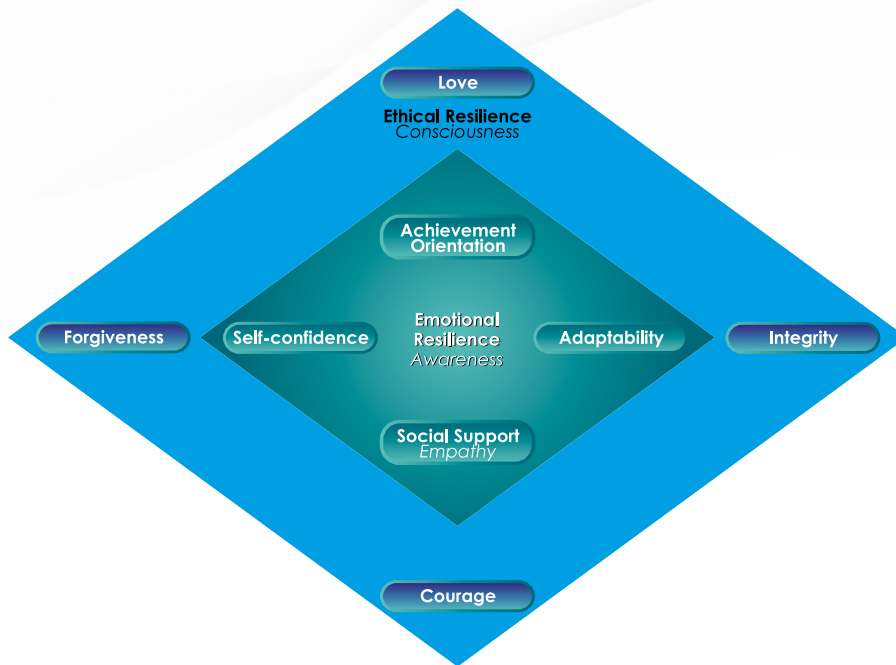 Love
Ethical Resilience
Consciousness
Achievement
Orientation
Forgiveness
Self-confidence
Emotional
Resilience
Awareness
Adaptability
Integrity
Social Support
Empathy
Courage